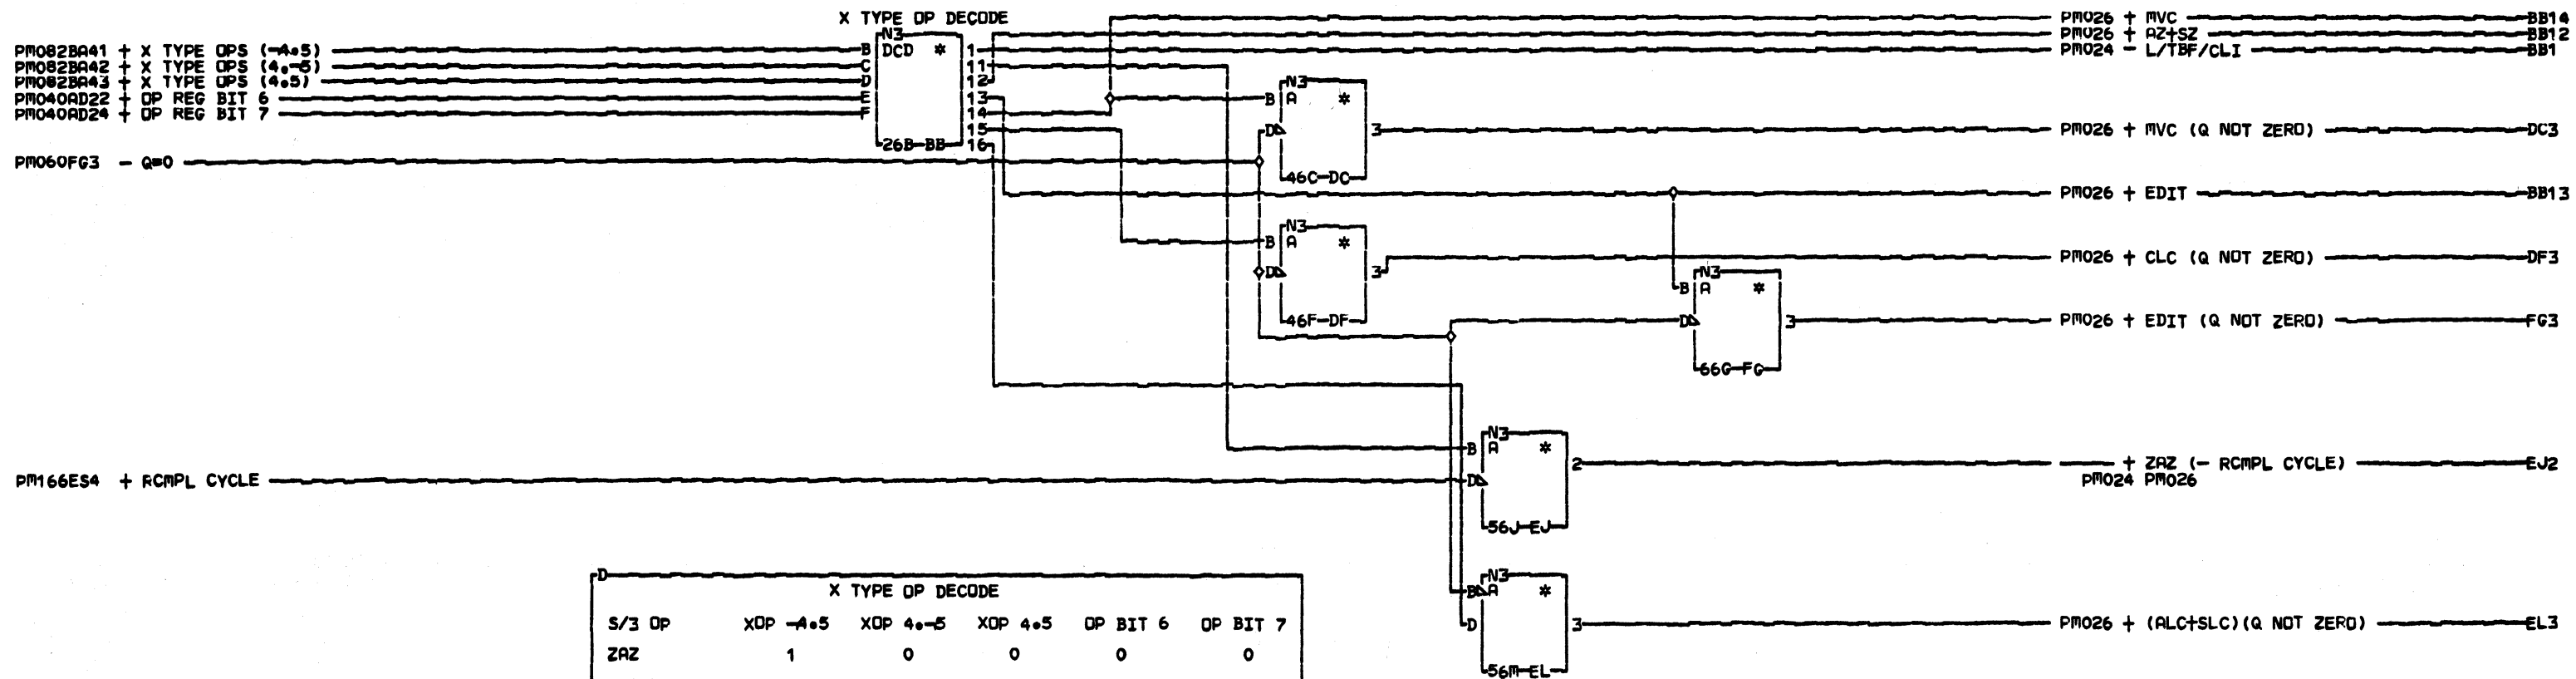 X TYPE OP DECODE
PM026 + MVC BB14
PM026 + AZ+SZ BB12
PM024 - L/TBF/CLI BB1
PM082BA41 + X TYPE OPS (-4•5) B
PM082BA42 + X TYPE OPS (4•-5) C
PM082BA43 + X TYPE OPS (4•5) D
PM040AD22 + OP REG BIT 6 E
PM040AD24 + OP REG BIT 7 F
N3
DCD *
1
11
12
13
14
15
16
26B-BB
PM060FG3 - Q=0
N3
B A *
D 3
46C-DC
PM026 + MVC (Q NOT ZERO) DC3
PM026 + EDIT BB13
N3
B A *
D 3
46F-DF
PM026 + CLC (Q NOT ZERO) DF3
N3
B A *
D 3
66G-FG
PM026 + EDIT (Q NOT ZERO) FG3
PM166ES4 + RCMPL CYCLE
N3
B A *
2
D
56J-EJ
+ ZAZ (- RCMPL CYCLE) EJ2
PM024 PM026
N3
B A *
D 3
56M-EL
PM026 + (ALC+SLC)(Q NOT ZERO) EL3
D
X TYPE OP DECODE
S/3 OP XOP -4•5 XOP 4•-5 XOP 4•5 OP BIT 6 OP BIT 7
ZAZ 1 0 0 0 0